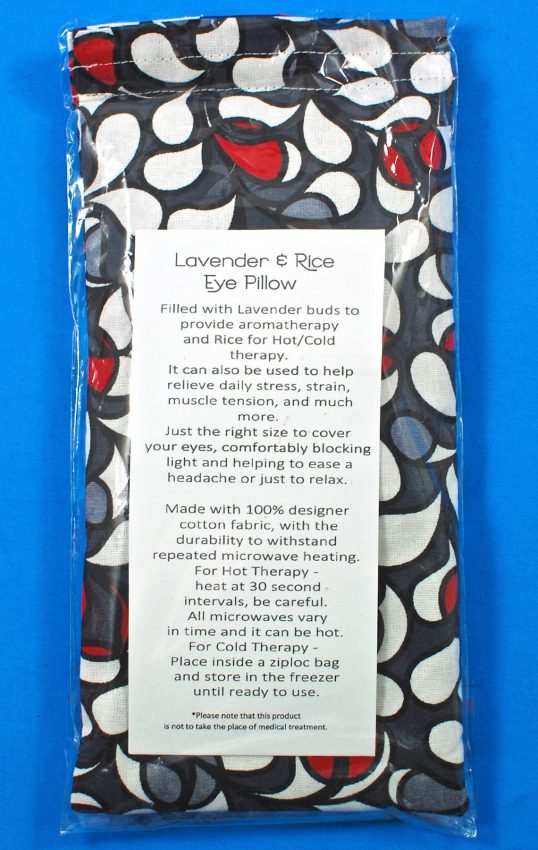 Lavender & Rice
Eye Pillow
Filled with Lavender buds to
provide aromatherapy
and Rice for Hot/Cold
therapy.
It can also be used to help
relieve daily stress, strain,
muscle tension, and much
more.
Just the right size to cover
your eyes, comfortably blocking
light and helping to ease a
headache or just to relax.
Made with 100% designer
cotton fabric, with the
durability to withstand
repeated microwave heating.
For Hot Therapy -
heat at 30 second
intervals, be careful.
All microwaves vary
in time and it can be hot.
For Cold Therapy -
Place inside a ziploc bag
and store in the freezer
until ready to use.
*Please note that this product
is not to take the place of medical treatment.